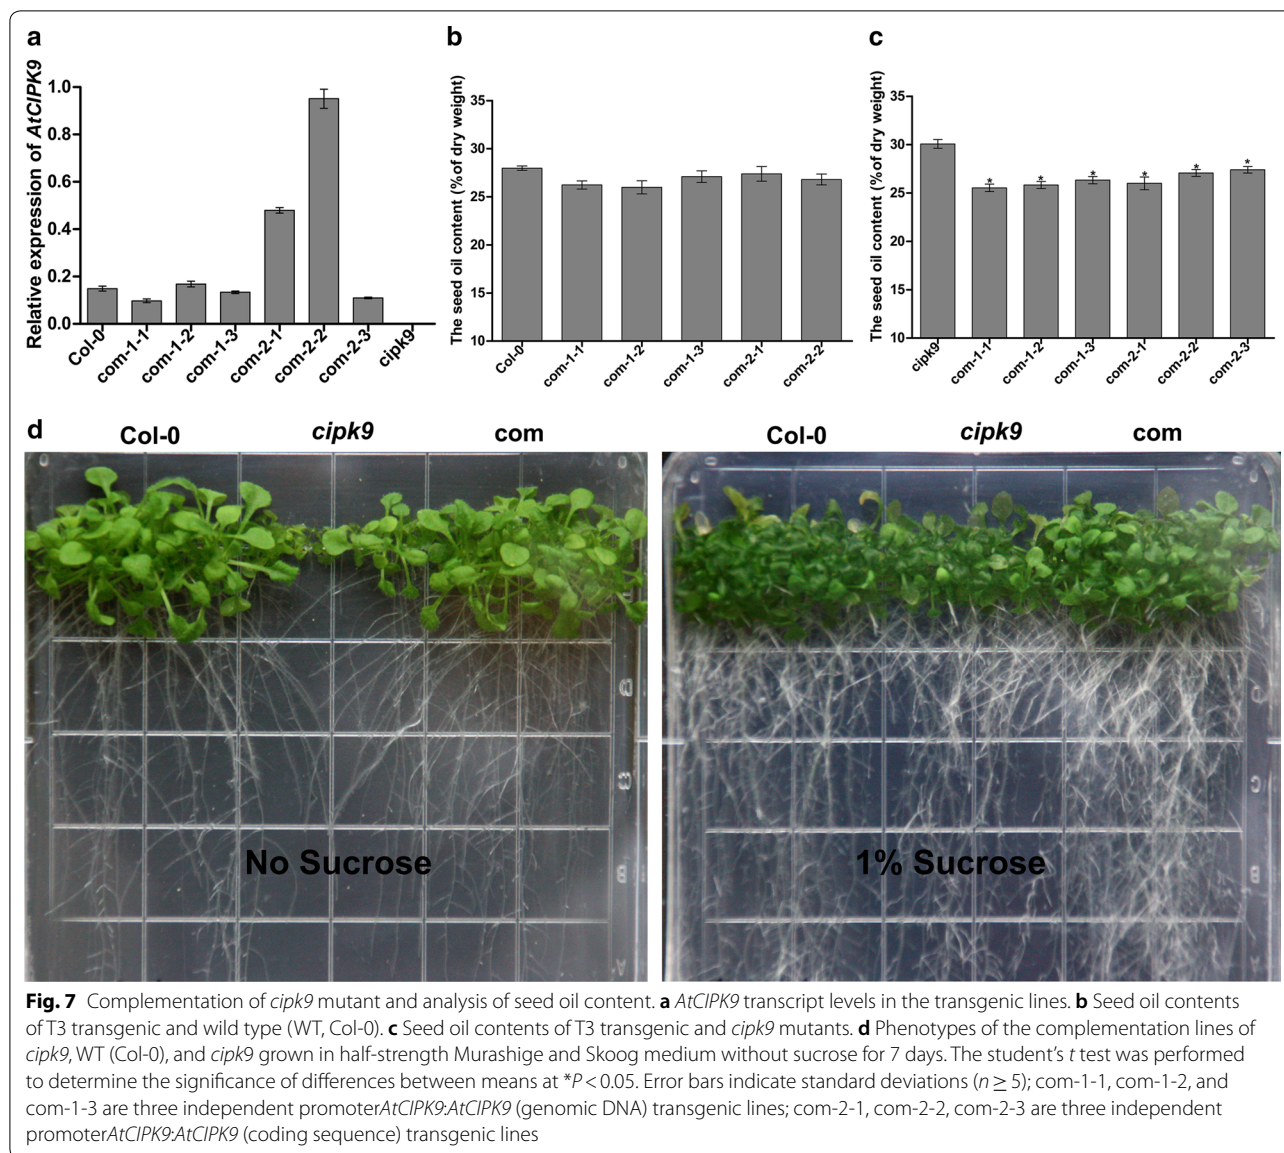 a
Relative expression of AtCIPK9
1.0
0.8
0.6
0.4
0.2
0.0
Col-0
com-1-1
com-1-2
com-1-3
com-2-1
com-2-2
com-2-3
cipk9
b
The seed oil content (% of dry weight)
35
30
25
20
15
10
Col-0
com-1-1
com-1-2
com-1-3
com-2-1
com-2-2
c
The seed oil content (% of dry weight)
35
30
25
20
15
10
* * * * * *
cipk9
com-1-1
com-1-2
com-1-3
com-2-1
com-2-2
com-2-3
d
Col-0 cipk9 com
No Sucrose
Col-0 cipk9 com
1% Sucrose
Fig. 7 Complementation of cipk9 mutant and analysis of seed oil content. a AtCIPK9 transcript levels in the transgenic lines. b Seed oil contents
of T3 transgenic and wild type (WT, Col-0). c Seed oil contents of T3 transgenic and cipk9 mutants. d Phenotypes of the complementation lines of
cipk9, WT (Col-0), and cipk9 grown in half-strength Murashige and Skoog medium without sucrose for 7 days. The student's t test was performed
to determine the significance of differences between means at *P < 0.05. Error bars indicate standard deviations (n ≥ 5); com-1-1, com-1-2, and
com-1-3 are three independent promoterAtCIPK9:AtCIPK9 (genomic DNA) transgenic lines; com-2-1, com-2-2, com-2-3 are three independent
promoterAtCIPK9:AtCIPK9 (coding sequence) transgenic lines